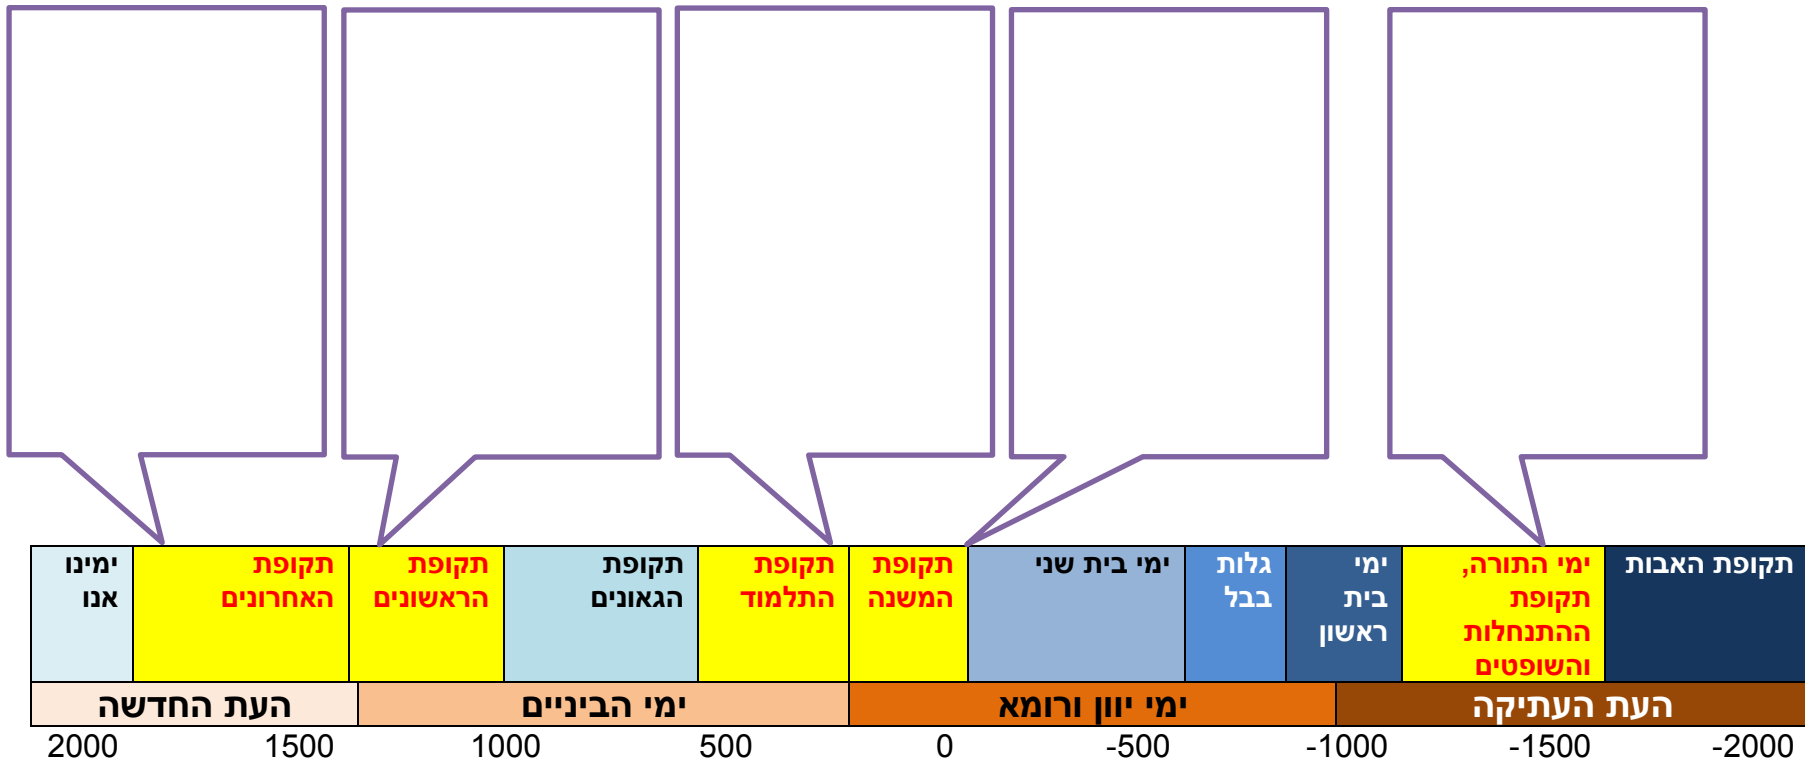 תקופת האבות
ימי התורה,
תקופת
ההתנחלות
והשופטים
ימי
בית
ראשון
גלות
בבל
ימי בית שני
תקופת
המשנה
תקופת
התלמוד
תקופת
הגאונים
תקופת
הראשונים
תקופת
האחרונים
ימינו
אנו
העת העתיקה
ימי יוון ורומא
ימי הביניים
העת החדשה
-2000
-1500
-1000
-500
0
500
1000
1500
2000